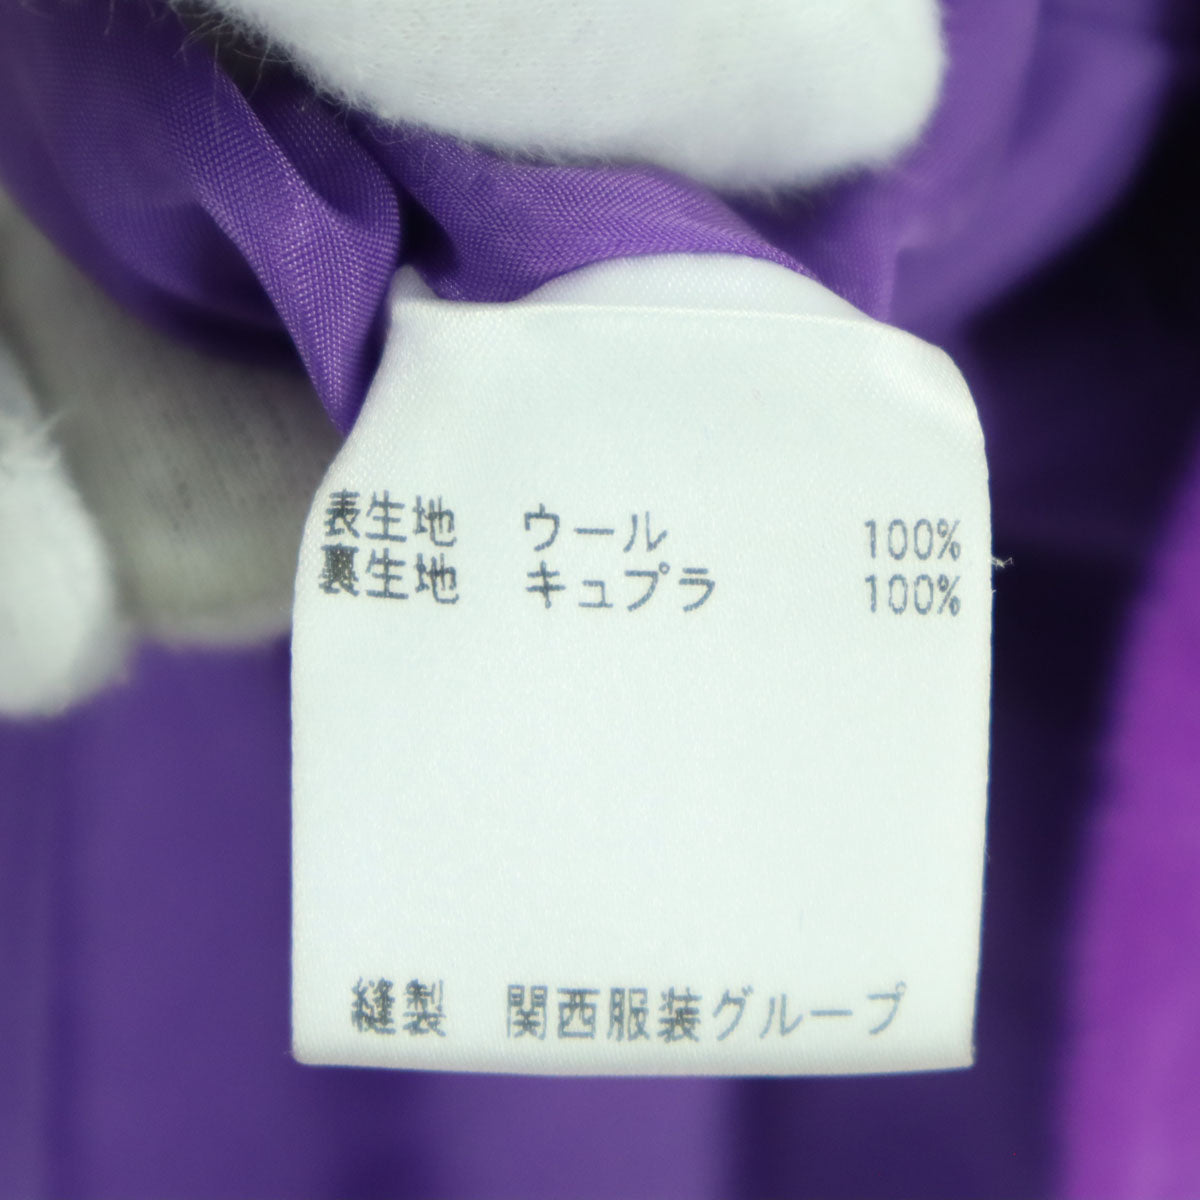 表生地 ウール 100%
裏生地 キュプラ 100%
縫製 関西服装グループ